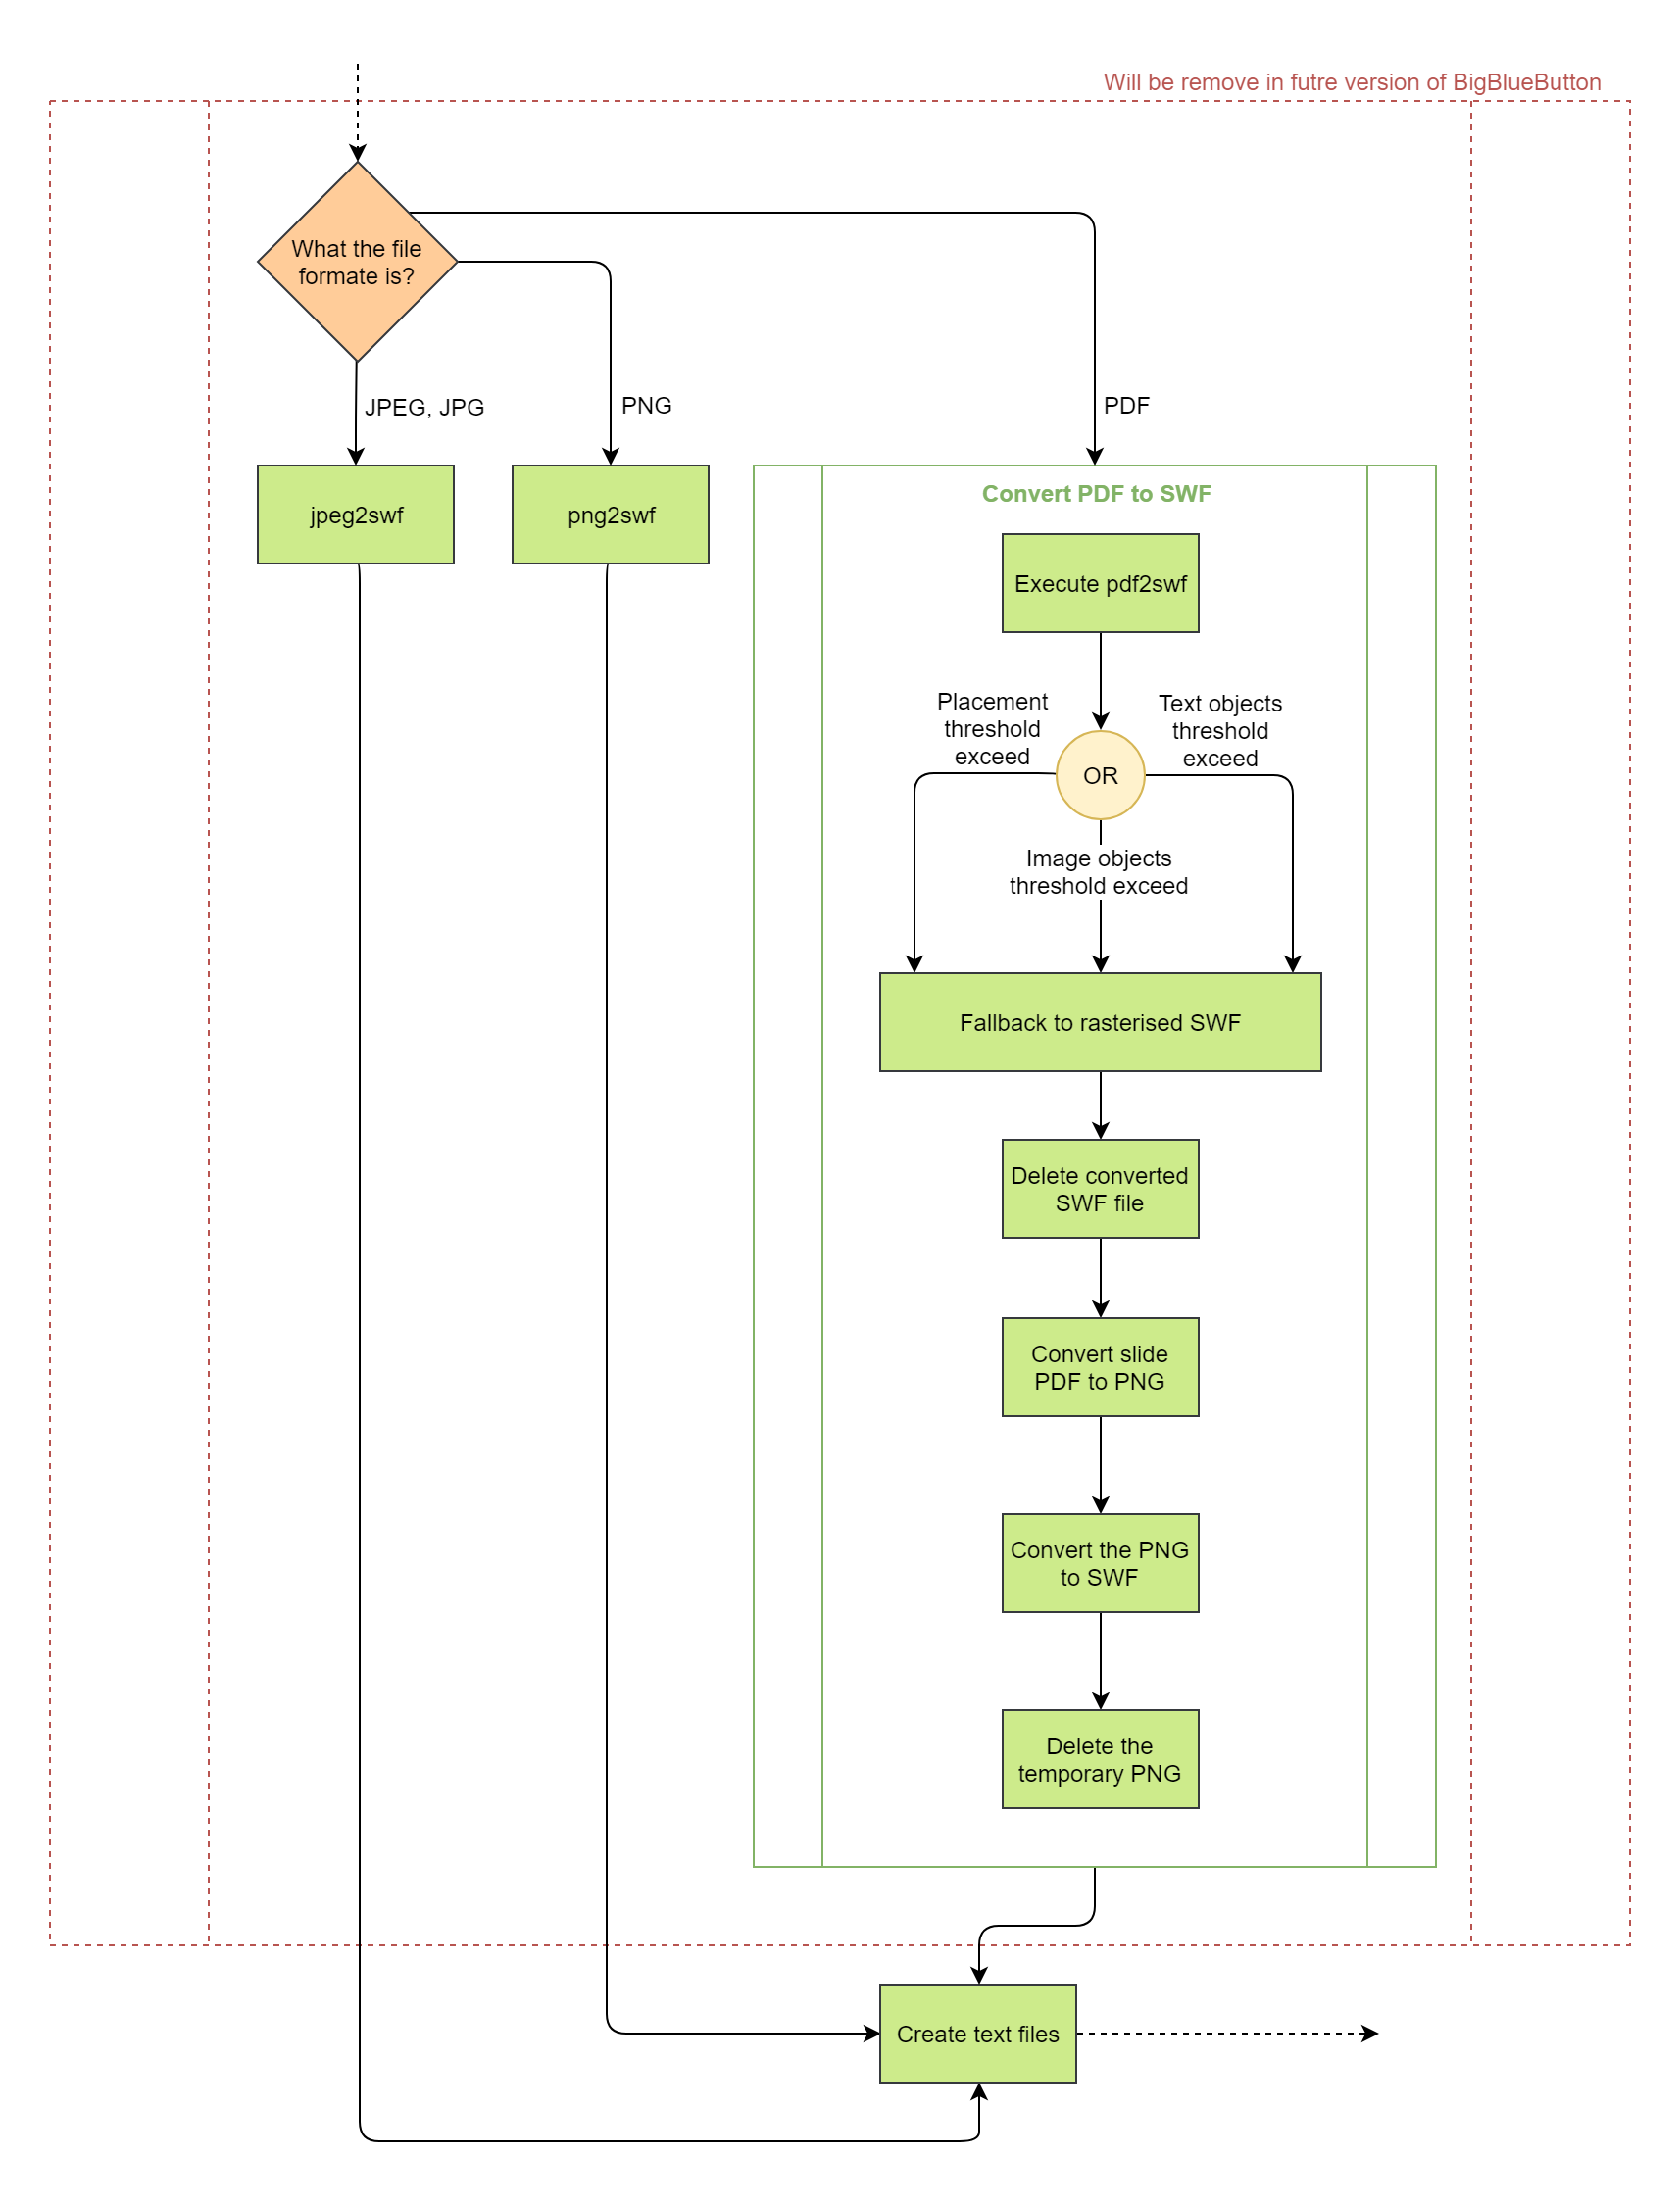 Will be remove in futre version of BigBlueButton
What the file
formate is?
JPEG, JPG
PNG
PDF
jpeg2swf
png2swf
Convert PDF to SWF
Execute pdf2swf
Placement
threshold
exceed
Text objects
threshold
exceed
OR
Image objects
threshold exceed
Fallback to rasterised SWF
Delete converted
SWF file
Convert slide
PDF to PNG
Convert the PNG
to SWF
Delete the
temporary PNG
Create text files